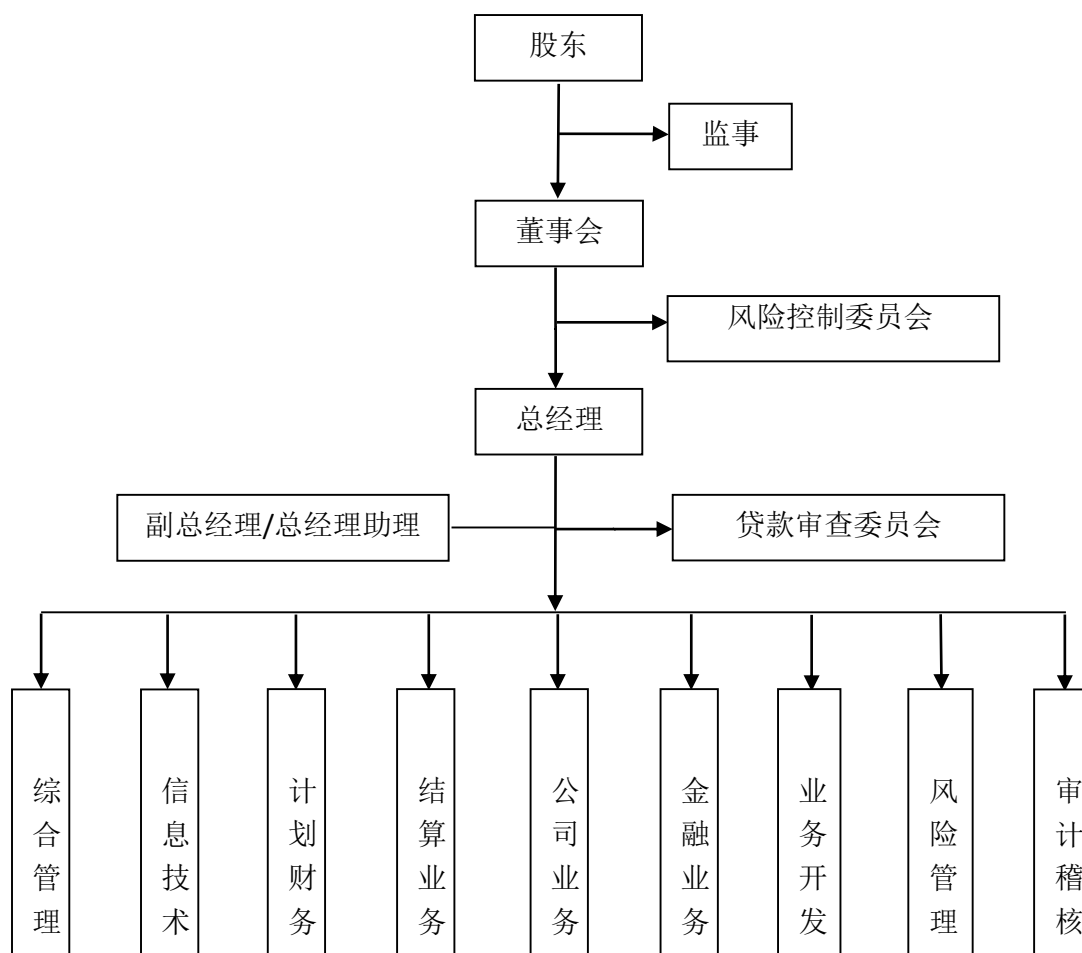 股东
监事
董事会
风险控制委员会
总经理
副总经理/总经理助理
贷款审查委员会
综合管理
信息技术
计划财务
结算业务
公司业务
金融业务
业务开发
风险管理
审计稽核